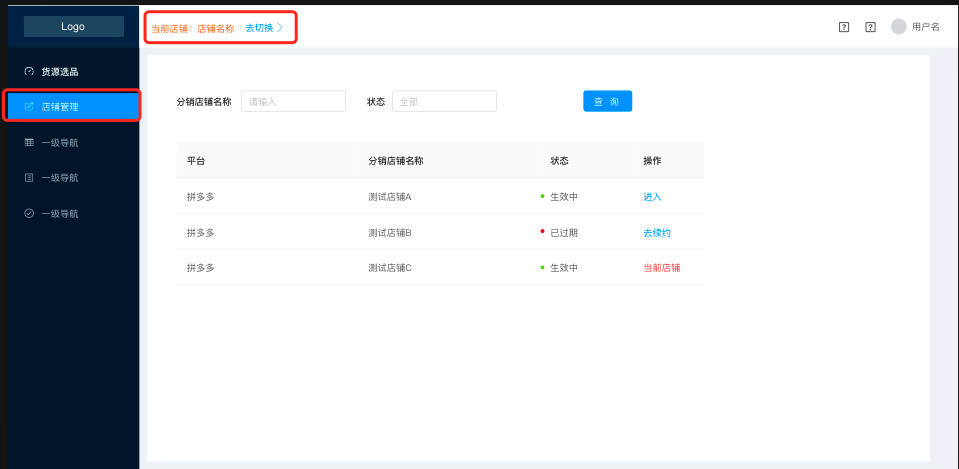 Logo
当前店铺：店铺名称 去切换
用户名
货源选品
店铺管理
一级导航
一级导航
一级导航
分销店铺名称 请输入 状态 全部 查 询
平台 分销店铺名称 状态 操作
拼多多 测试店铺A 生效中 进入
拼多多 测试店铺B 已过期 去续约
拼多多 测试店铺C 生效中 当前店铺